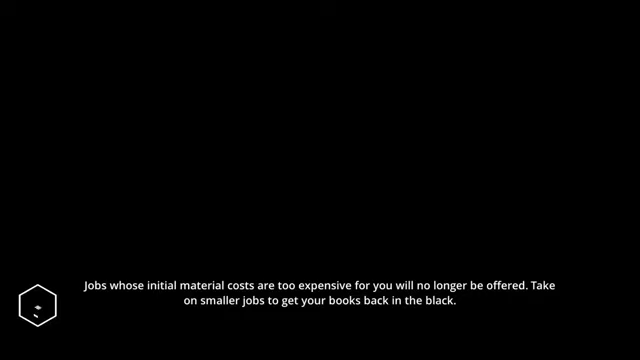 Jobs whose initial material costs are too expensive for you will no longer be offered. Take
on smaller jobs to get your books back in the black.